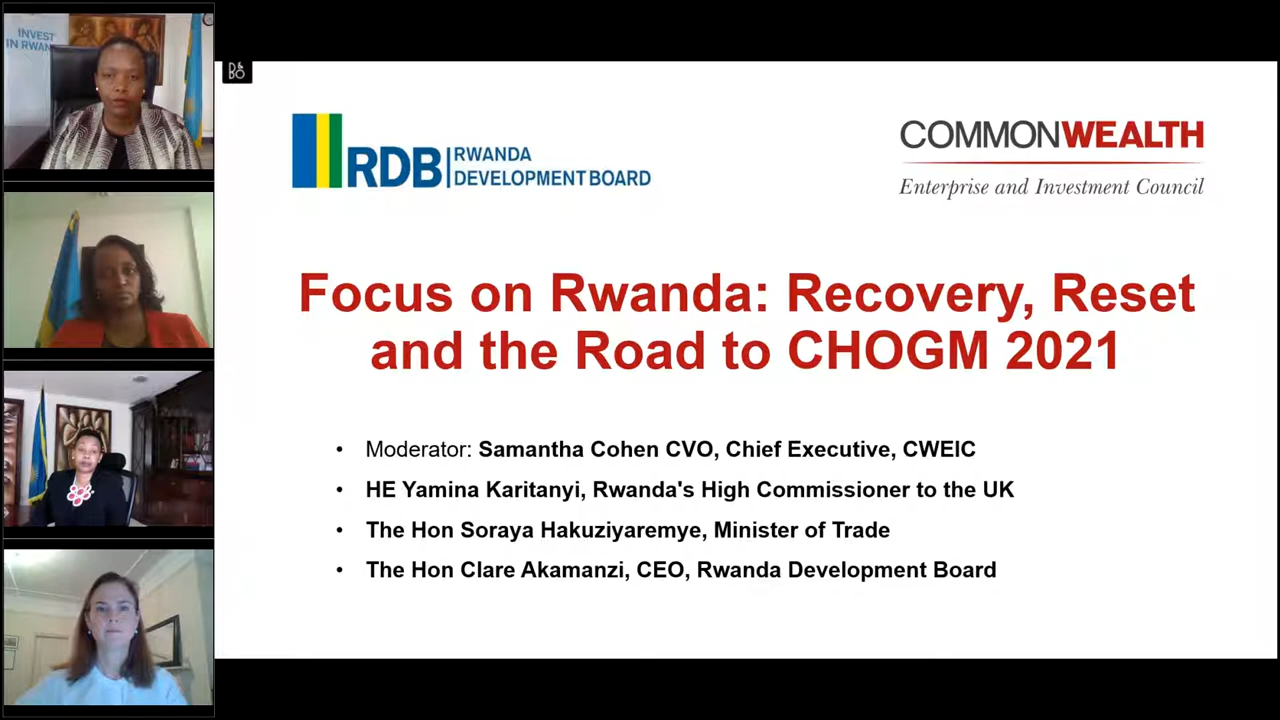 INVEST
IN RWAN
D&
BO
RDB
RWANDA
DEVELOPMENT BOARD
COMMONWEALTH
Enterprise and Investment Council
Focus on Rwanda: Recovery, Reset
and the Road to CHOGM 2021
• Moderator: Samantha Cohen CVO, Chief Executive, CWEIC
• HE Yamina Karitanyi, Rwanda's High Commissioner to the UK
• The Hon Soraya Hakuziyaremye, Minister of Trade
• The Hon Clare Akamanzi, CEO, Rwanda Development Board